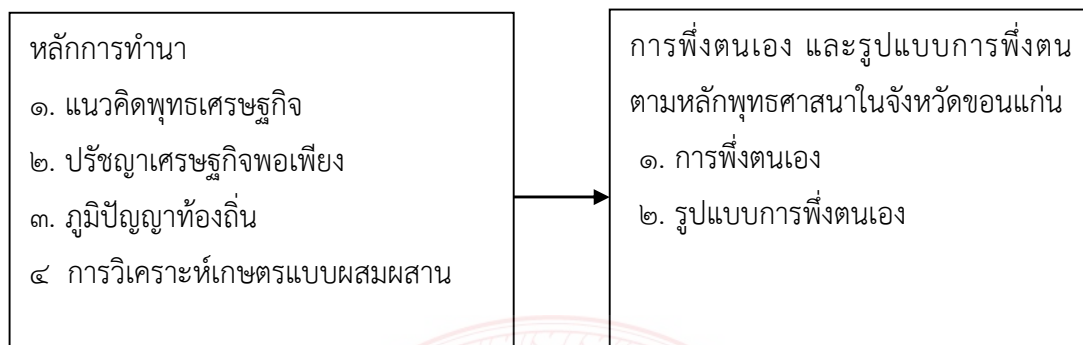 หลักการทำนา
๑. แนวคิดพุทธเศรษฐกิจ
๒. ปรัชญาเศรษฐกิจพอเพียง
๓. ภูมิปัญญาท้องถิ่น
๔ การวิเคราะห์เกษตรแบบผสมผสาน
การพึ่งตนเอง และรูปแบบการพึ่งตน
ตามหลักพุทธศาสนาในจังหวัดขอนแก่น
๑. การพึ่งตนเอง
๒. รูปแบบการพึ่งตนเอง